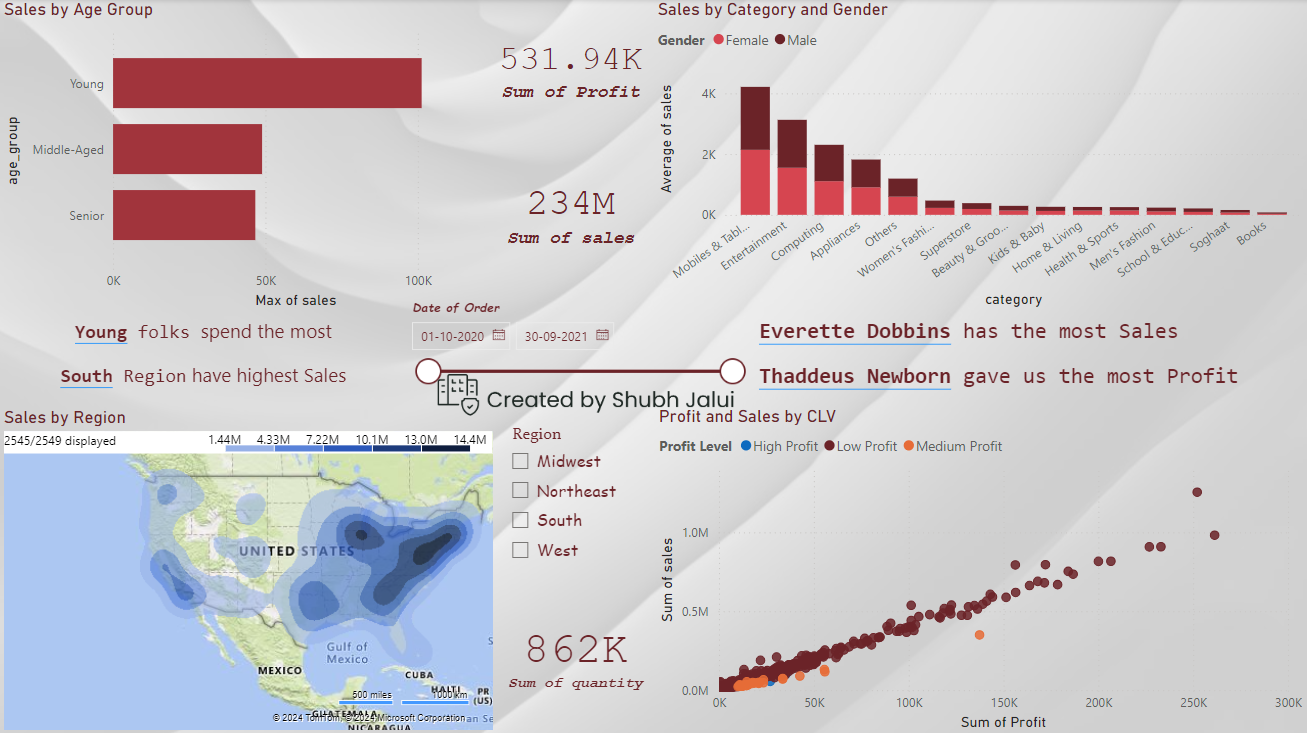 Sales by Age Group
Young
Middle-Aged
Senior
age_group
0K 50K 100K
Max of sales
531.94K
Sum of Profit
234M
Sum of sales
Sales by Category and Gender
Gender Female Male
4K
2K
0K
Average of sales
Mobiles & Tabl...
Entertainment
Computing
Appliances
Others
Women's Fashi...
Superstore
Beauty & Groo...
Kids & Baby
Home & Living
Health & Sports
Men's Fashion
School & Educ...
Soghaat
Books
category
Young folks spend the most
South Region have highest Sales
Date of Order
01-10-2020 30-09-2021
Created by Shubh Jalui
Everette Dobbins has the most Sales
Thaddeus Newborn gave us the most Profit
Sales by Region
2545/2549 displayed
1.44M 4.33M 7.22M 10.1M 13.0M 14.4M
UNITED STATES
Gulf of
Mexico
MEXICO
CUBA
HAITI
PR
(US)
500 miles 1000 km
© 2024 TomTom, © 2024 Microsoft Corporation
GUATEMALA
NICARAGUA
Region
Midwest
Northeast
South
West
862K
Sum of quantity
Profit and Sales by CLV
Profit Level High Profit Low Profit Medium Profit
1.0M
0.5M
0.0M
Sum of sales
0K 50K 100K 150K 200K 250K 300K
Sum of Profit